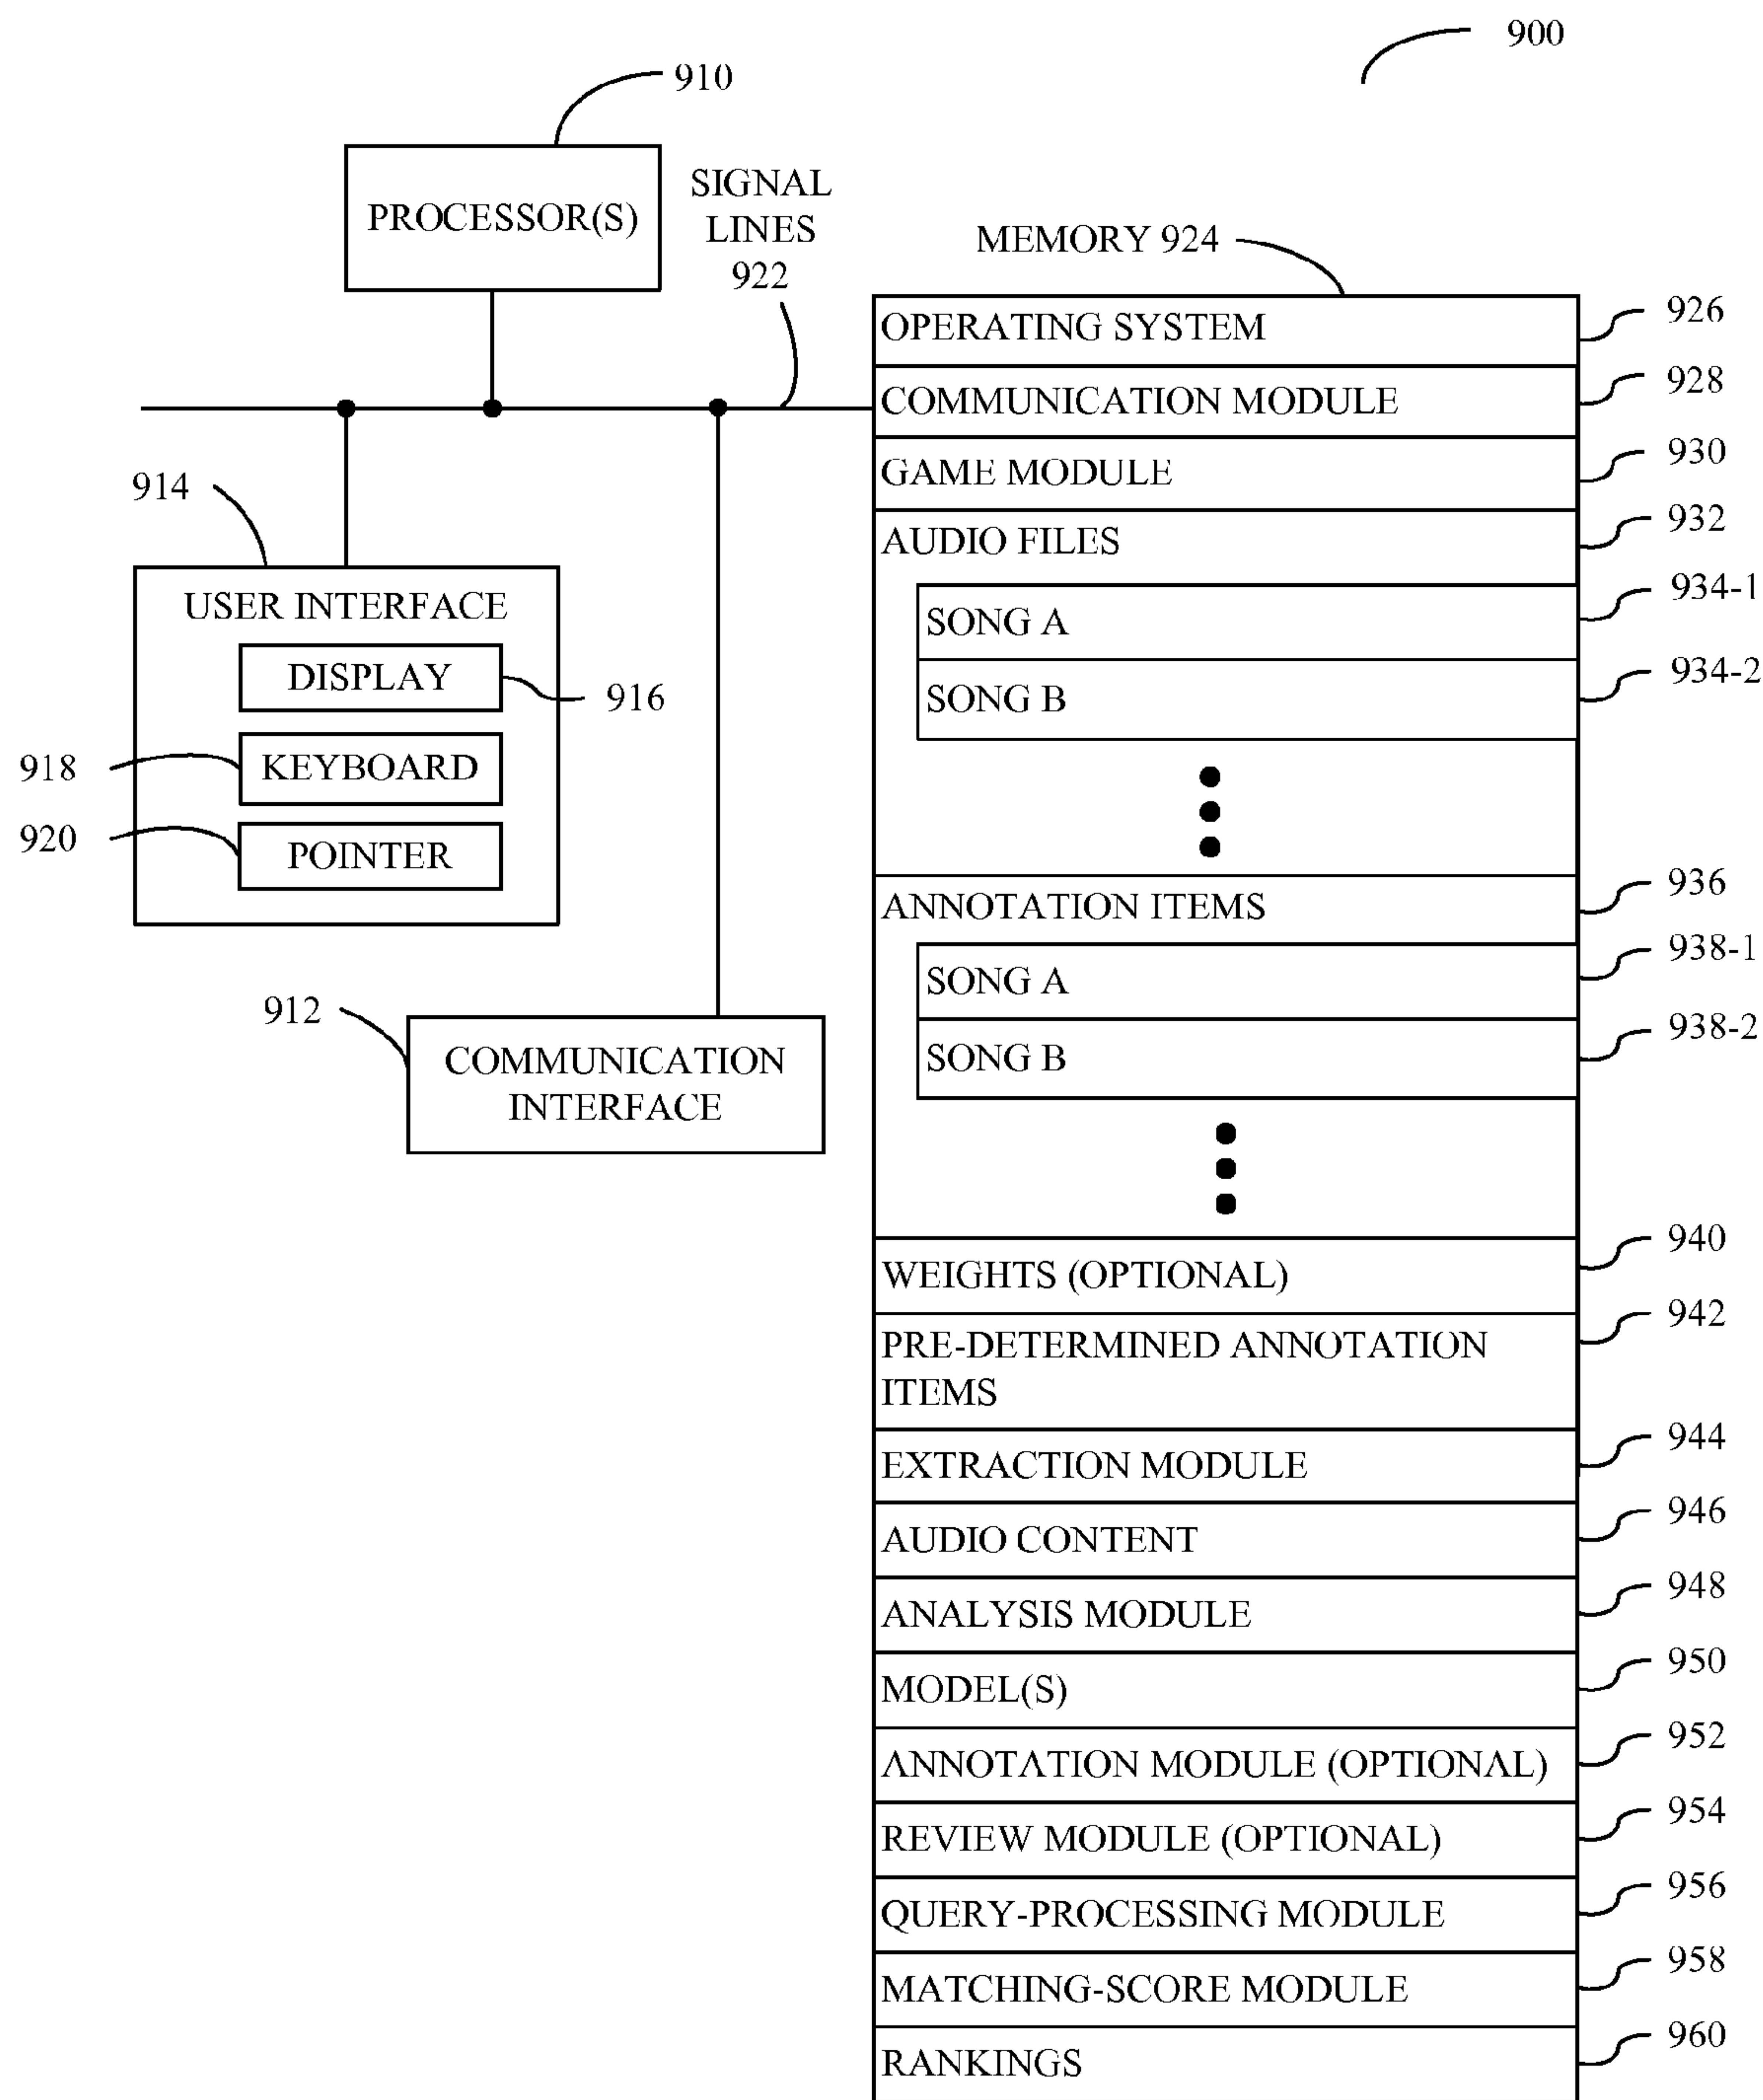 900
910
PROCESSOR(S)
SIGNAL
LINES
922
MEMORY 924
914
USER INTERFACE
DISPLAY
916
918
KEYBOARD
920
POINTER
912
COMMUNICATION
INTERFACE
OPERATING SYSTEM 926
COMMUNICATION MODULE 928
GAME MODULE 930
AUDIO FILES 932
SONG A 934-1
SONG B 934-2
ANNOTATION ITEMS 936
SONG A 938-1
SONG B 938-2
WEIGHTS (OPTIONAL) 940
PRE-DETERMINED ANNOTATION 942
ITEMS
EXTRACTION MODULE 944
AUDIO CONTENT 946
ANALYSIS MODULE 948
MODEL(S) 950
ANNOTATION MODULE (OPTIONAL) 952
REVIEW MODULE (OPTIONAL) 954
QUERY-PROCESSING MODULE 956
MATCHING-SCORE MODULE 958
RANKINGS 960